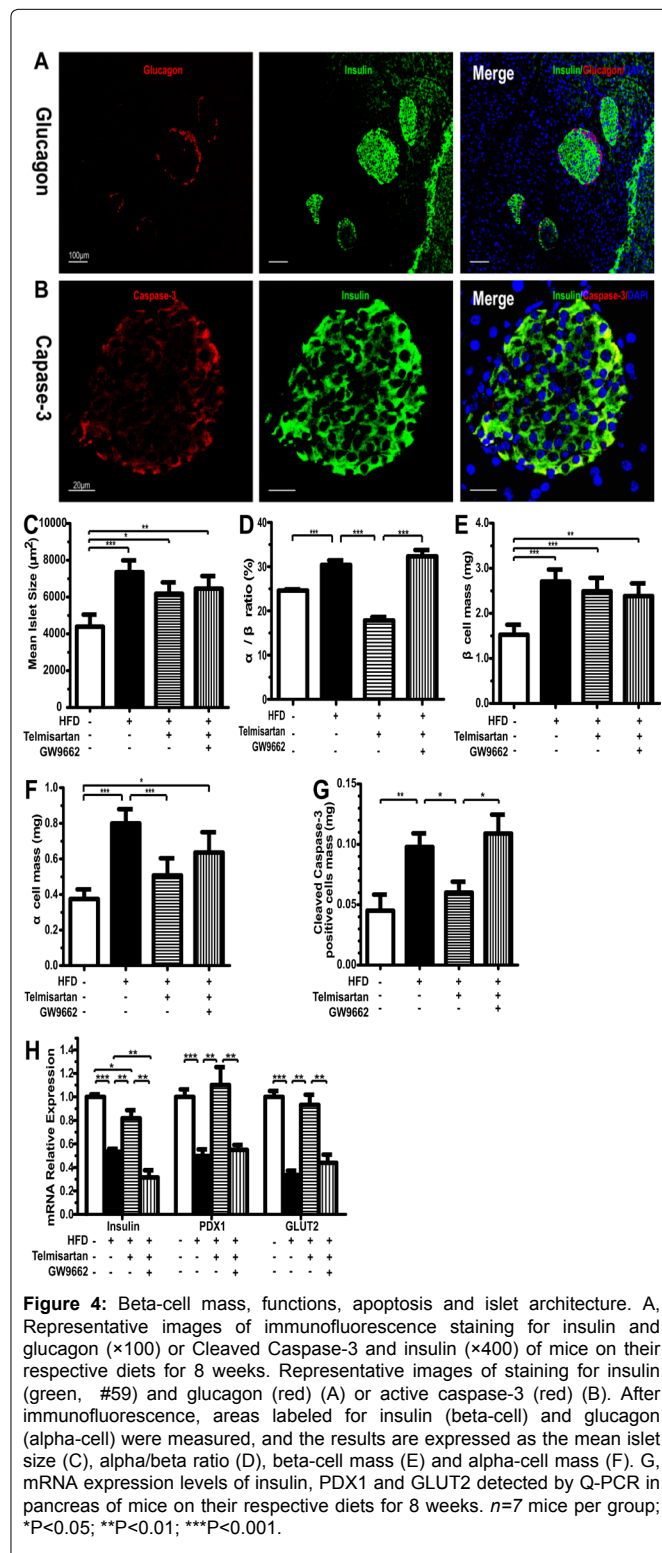 A
Glucagon
Glucagon
Insulin
Merge
Insulin/Glucagon/DAPI
100µm
B
Capase-3
Caspase-3
Insulin
Merge
Insulin/Caspase-3/DAPI
20µm
C
Mean Islet Size (µm²)
10000
8000
6000
4000
2000
0
**
*
***
HFD - + + +
Telmisartan - - + +
GW9662 - - - +
D
α / β ratio (%)
40
30
20
10
0
*** *** ***
- + + +
- - + +
- - - +
E
β cell mass (mg)
4.0
3.0
2.0
1.0
0.0
**
***
***
- + + +
- - + +
- - - +
F
α cell mass (mg)
1.0
0.8
0.6
0.4
0.2
0.0
*
*** ***
HFD - + + +
Telmisartan - - + +
GW9662 - - - +
G
Cleaved Caspase-3
positive cells mass (mg)
0.15
0.10
0.05
0.00
** * *
HFD - + + +
Telmisartan - - + +
GW9662 - - - +
H
mRNA Relative Expression
1.4
1.2
1.0
0.8
0.6
0.4
0.2
0.0
**
*
*** ** **
*** ** **
*** ** **
Insulin PDX1 GLUT2
HFD - + + + - + + + - + + +
Telmisartan - - + + - - + + - - + +
GW9662 - - - + - - - + - - - +
Figure 4: Beta-cell mass, functions, apoptosis and islet architecture. A,
Representative images of immunofluorescence staining for insulin and
glucagon (×100) or Cleaved Caspase-3 and insulin (×400) of mice on their
respective diets for 8 weeks. Representative images of staining for insulin
(green, #59) and glucagon (red) (A) or active caspase-3 (red) (B). After
immunofluorescence, areas labeled for insulin (beta-cell) and glucagon
(alpha-cell) were measured, and the results are expressed as the mean islet
size (C), alpha/beta ratio (D), beta-cell mass (E) and alpha-cell mass (F). G,
mRNA expression levels of insulin, PDX1 and GLUT2 detected by Q-PCR in
pancreas of mice on their respective diets for 8 weeks. n=7 mice per group;
*P<0.05; **P<0.01; ***P<0.001.